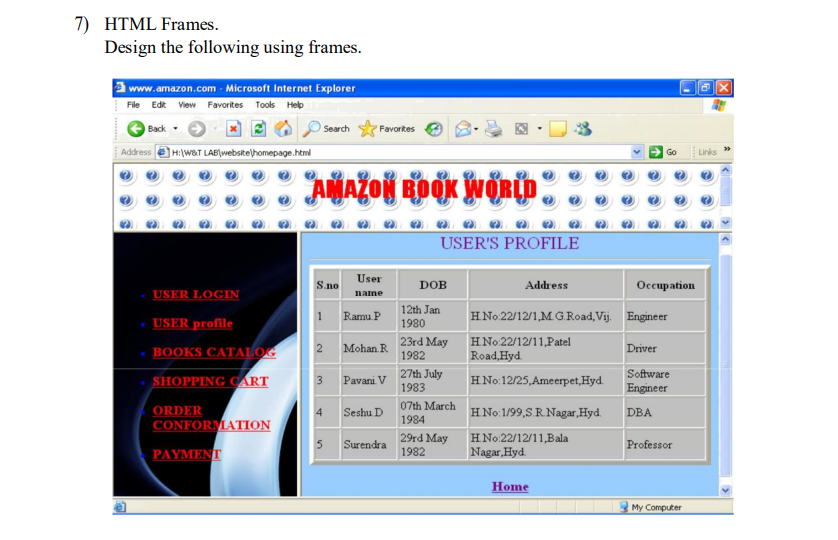 7) HTML Frames.
Design the following using frames.
www.amazon.com - Microsoft Internet Explorer
File Edit View Favorites Tools Help
Back Search Favorites
Address H:\W&T LAB\website\homepage.html Go Links »
AMAZON BOOK WORLD
USER LOGIN
USER profile
BOOKS CATALOG
SHOPPING CART
ORDER
CONFORMATION
PAYMENT
USER'S PROFILE
S.no User name DOB Address Occupation
1 Ramu.P 12th Jan 1980 H.No:22/12/1,M.G.Road,Vij. Engineer
2 Mohan.R 23rd May 1982 H.No:22/12/11,Patel Road,Hyd. Driver
3 Pavani.V 27th July 1983 H.No:12/25,Ameerpet,Hyd. Software Engineer
4 Seshu.D 07th March 1984 H.No:1/99,S.R.Nagar,Hyd. DBA
5 Surendra 29rd May 1982 H.No:22/12/11,Bala Nagar,Hyd. Professor
Home
My Computer